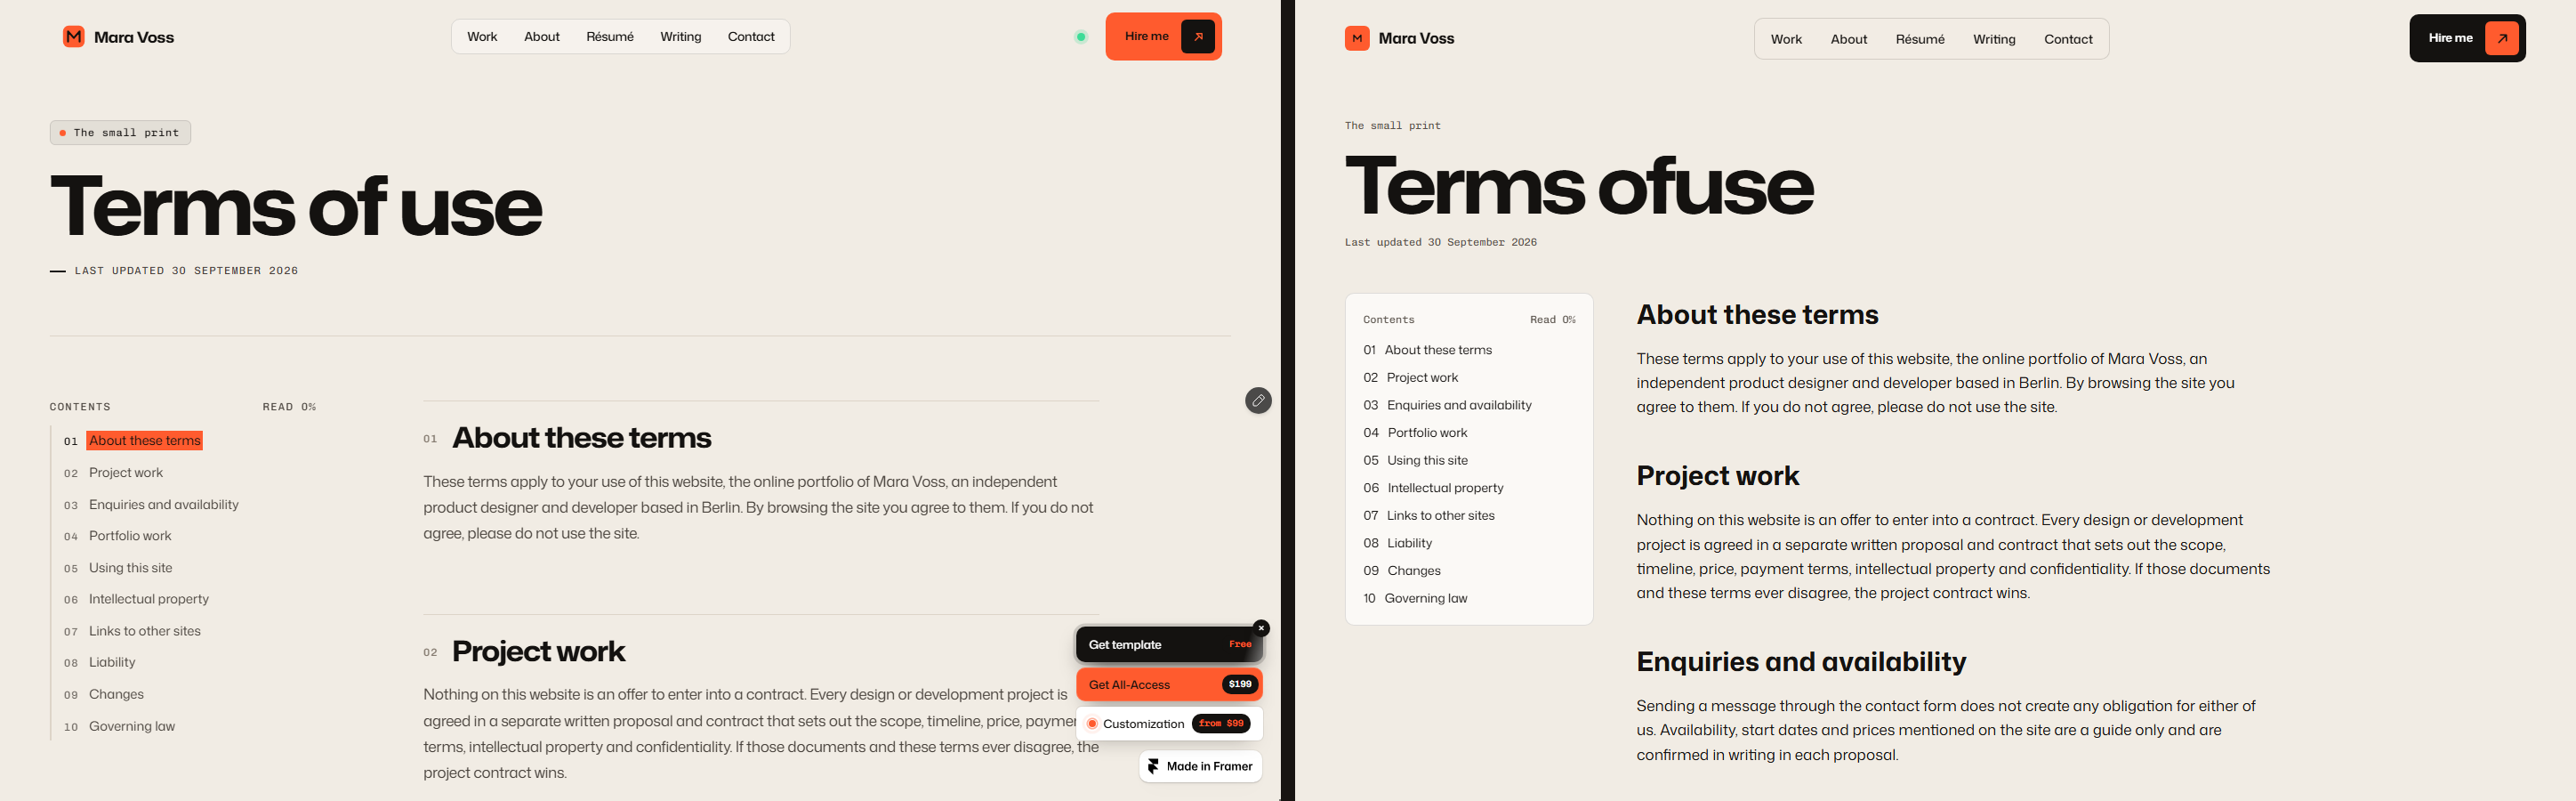 Mara Voss
Work About Résumé Writing Contact
Hire me
The small print
Terms of use
LAST UPDATED 30 SEPTEMBER 2026
CONTENTS READ 0%
01 About these terms
02 Project work
03 Enquiries and availability
04 Portfolio work
05 Using this site
06 Intellectual property
07 Links to other sites
08 Liability
09 Changes
10 Governing law
01 About these terms
These terms apply to your use of this website, the online portfolio of Mara Voss, an independent
product designer and developer based in Berlin. By browsing the site you agree to them. If you do not
agree, please do not use the site.
02 Project work
Nothing on this website is an offer to enter into a contract. Every design or development project is
agreed in a separate written proposal and contract that sets out the scope, timeline, price, paymen
terms, intellectual property and confidentiality. If those documents and these terms ever disagree, the
project contract wins.
Get template Free
Get All-Access $199
Customization from $99
Made in Framer
Mara Voss
Work About Résumé Writing Contact
Hire me
The small print
Terms ofuse
Last updated 30 September 2026
Contents Read 0%
01 About these terms
02 Project work
03 Enquiries and availability
04 Portfolio work
05 Using this site
06 Intellectual property
07 Links to other sites
08 Liability
09 Changes
10 Governing law
About these terms
These terms apply to your use of this website, the online portfolio of Mara Voss, an
independent product designer and developer based in Berlin. By browsing the site you
agree to them. If you do not agree, please do not use the site.
Project work
Nothing on this website is an offer to enter into a contract. Every design or development
project is agreed in a separate written proposal and contract that sets out the scope,
timeline, price, payment terms, intellectual property and confidentiality. If those documents
and these terms ever disagree, the project contract wins.
Enquiries and availability
Sending a message through the contact form does not create any obligation for either of
us. Availability, start dates and prices mentioned on the site are a guide only and are
confirmed in writing in each proposal.